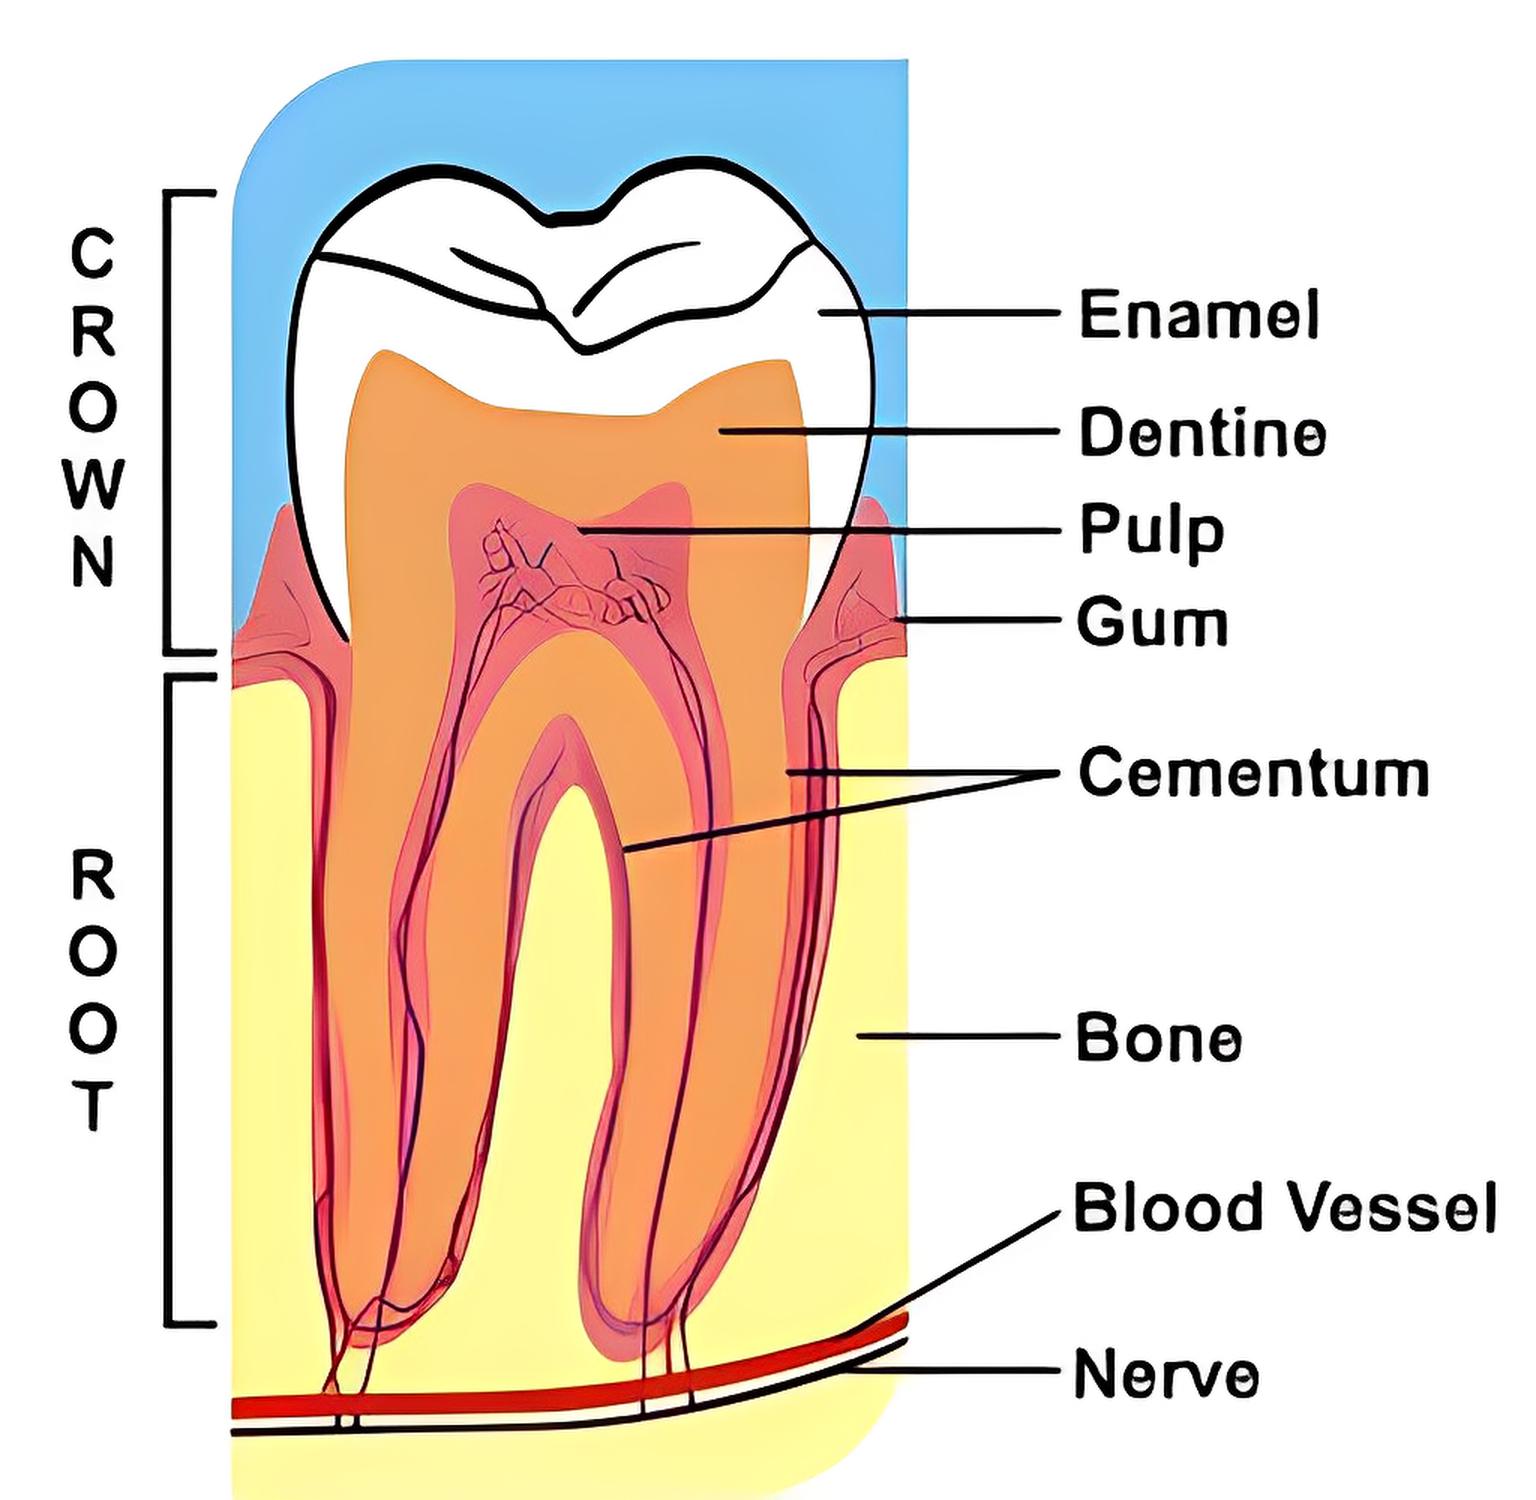 CROWN
ROOT
Enamel
Dentine
Pulp
Gum
Cementum
Bone
Blood Vessel
Nerve